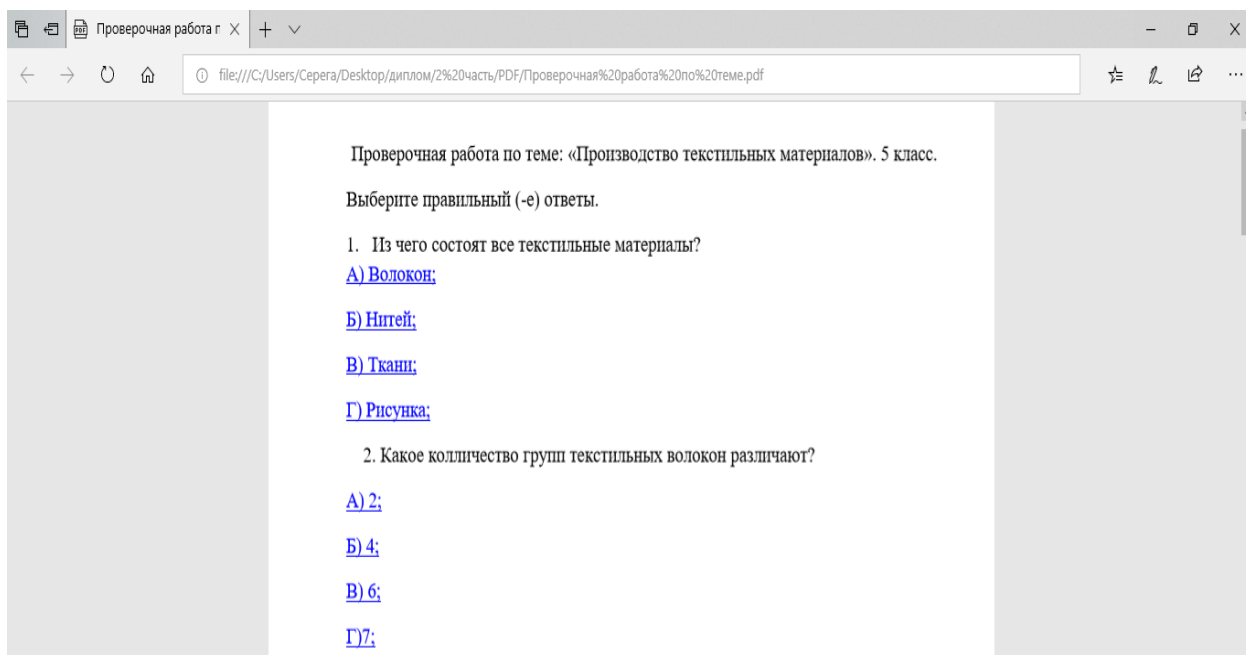 Проверочная работа п
file:///C:/Users/Серега/Desktop/диплом/2%20часть/PDF/Проверочная%20работа%20по%20теме.pdf
Проверочная работа по теме: «Производство текстильных материалов». 5 класс.
Выберите правильный (-е) ответы.
1. Из чего состоят все текстильные материалы?
А) Волокон;
Б) Нитей;
В) Ткани;
Г) Рисунка;
2. Какое колличество групп текстильных волокон различают?
А) 2;
Б) 4;
В) 6;
Г)7;